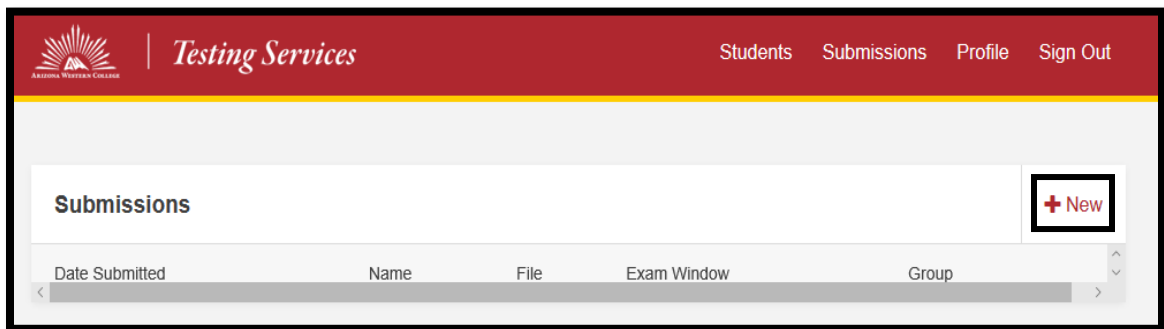 Testing Services Students Submissions Profile Sign Out
ARIZONA WESTERN COLLEGE
Submissions
+ New
Date Submitted Name File Exam Window Group